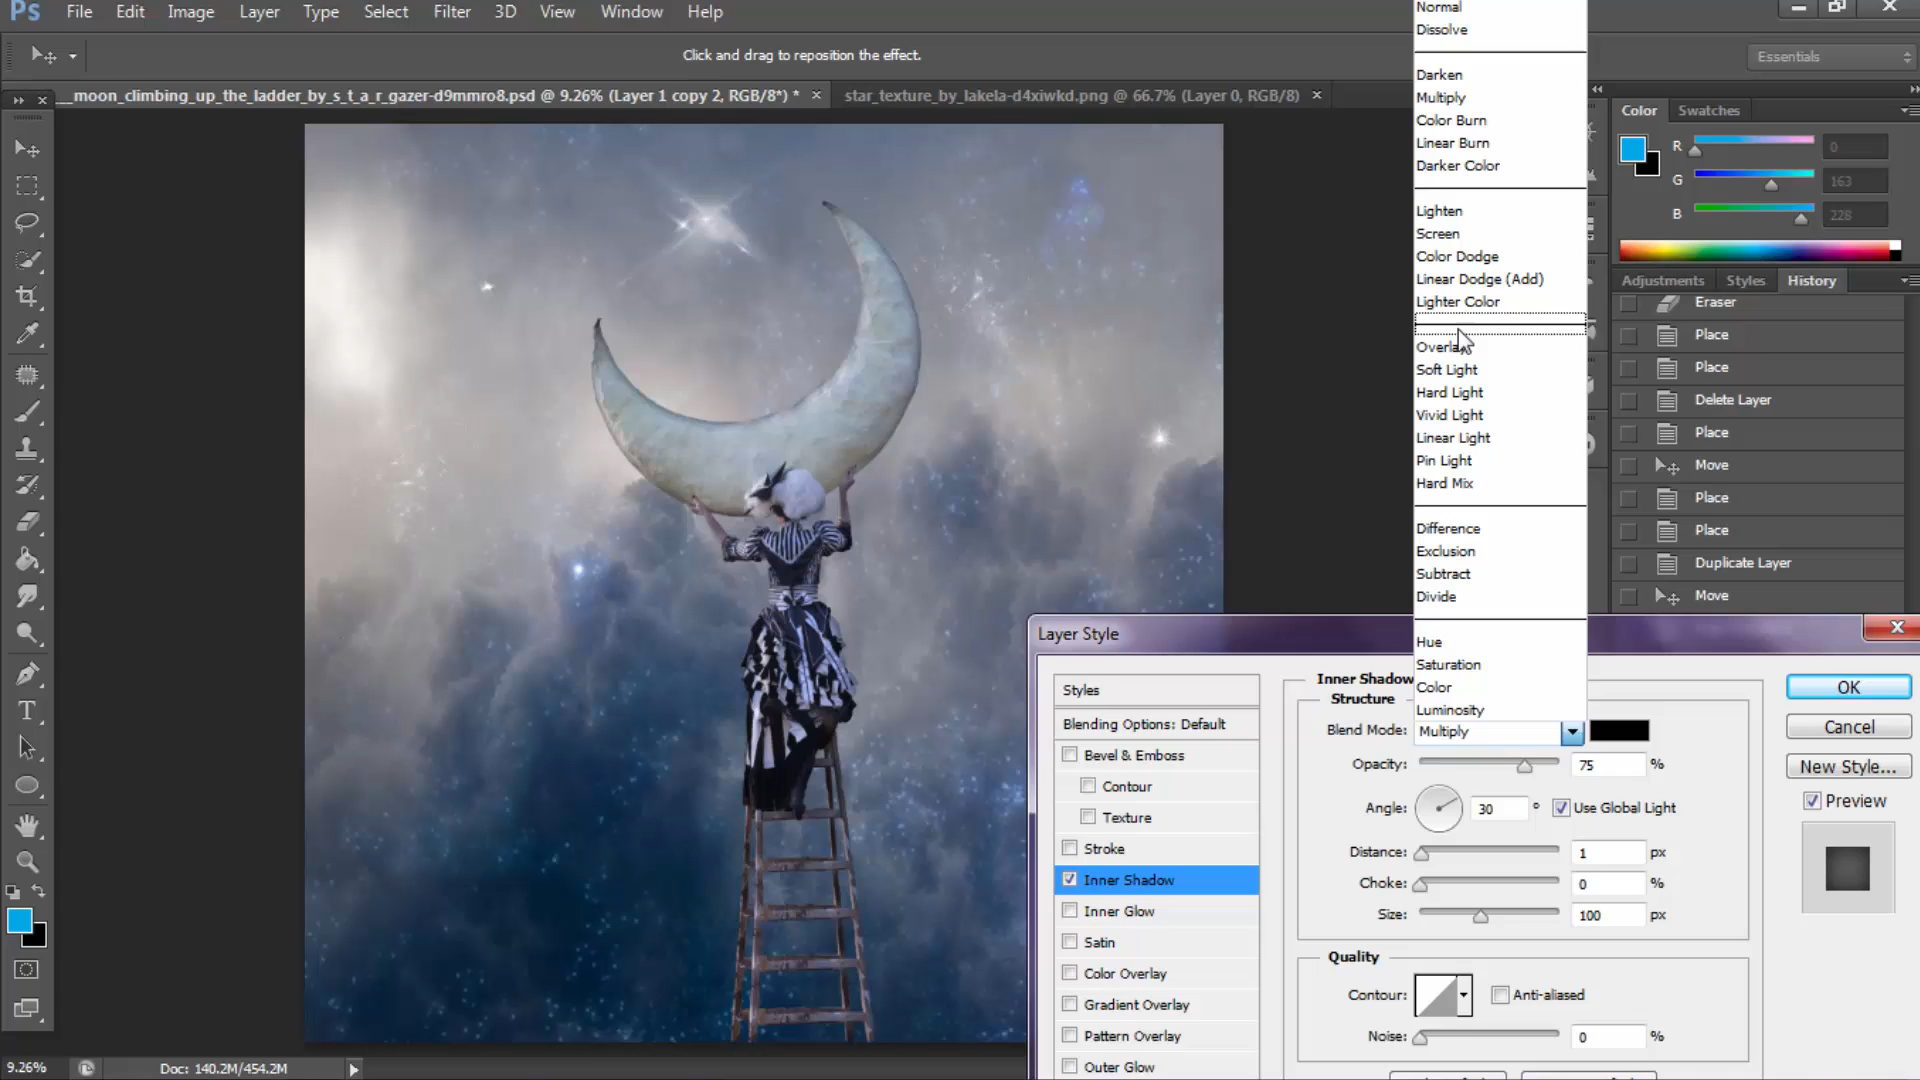 Ps File Edit Image Layer Type Select Filter 3D View Window Help
Click and drag to reposition the effect.
Essentials
__moon_climbing_up_the_ladder_by_s_t_a_r_gazer-d9mmro8.psd @ 9.26% (Layer 1 copy 2, RGB/8*) *
star_texture_by_lakela-d4xiwkd.png @ 66.7% (Layer 0, RGB/8)
Normal
Dissolve
Darken
Multiply
Color Burn
Linear Burn
Darker Color
Lighten
Screen
Color Dodge
Linear Dodge (Add)
Lighter Color
Overlay
Soft Light
Hard Light
Vivid Light
Linear Light
Pin Light
Hard Mix
Difference
Exclusion
Subtract
Divide
Hue
Saturation
Color
Luminosity
Color Swatches
R 0
G 163
B 228
Adjustments Styles History
Eraser
Place
Place
Delete Layer
Place
Move
Place
Place
Duplicate Layer
Move
Layer Style
Styles
Blending Options: Default
Bevel & Emboss
Contour
Texture
Stroke
Inner Shadow
Inner Glow
Satin
Color Overlay
Gradient Overlay
Pattern Overlay
Outer Glow
Inner Shadow
Structure
Blend Mode: Multiply
Opacity: 75 %
Angle: 30 ° Use Global Light
Distance: 1 px
Choke: 0 %
Size: 100 px
Quality
Contour: Anti-aliased
Noise: 0 %
OK
Cancel
New Style...
Preview
9.26% Doc: 140.2M/454.2M